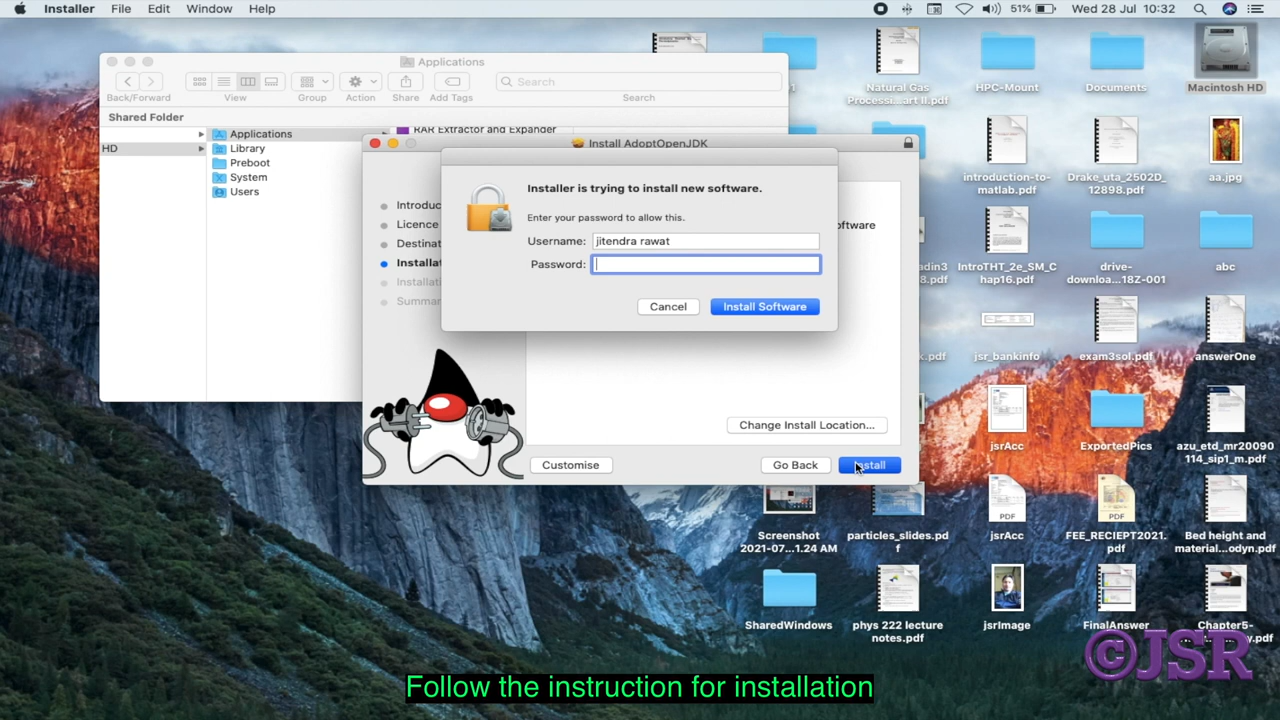 Installer File Edit Window Help 51% Wed 28 Jul 10:32
Applications
Search
Back/Forward View Group Action Share Add Tags Search
Shared Folder
HD
Applications
Library
Preboot
System
Users
RAR Extractor and Expander
Install AdoptOpenJDK
Introduc
Licence
Destinat
Installat
Installati
Summar
oftware
Installer is trying to install new software.
Enter your password to allow this.
Username: jitendra rawat
Password:
Cancel Install Software
Change Install Location...
Customise Go Back Install
Natural Gas
Processi...art II.pdf
HPC-Mount
Documents
Macintosh HD
introduction-to-
matlab.pdf
Drake_uta_2502D_
12898.pdf
aa.jpg
IntroTHT_2e_SM_C
hap16.pdf
drive-
downloa...18Z-001
abc
jsr_bankinfo
exam3sol.pdf
answerOne
jsrAcc
ExportedPics
azu_etd_mr20090
114_sip1_m.pdf
Screenshot
2021-07...1.24 AM
particles_slides.pd
f
PDF
jsrAcc
PDF
FEE_RECIEPT2021.
pdf
Bed height and
material...odyn.pdf
SharedWindows
phys 222 lecture
notes.pdf
jsrImage
FinalAnswer
Chapter5-
©JSR
Follow the instruction for installation